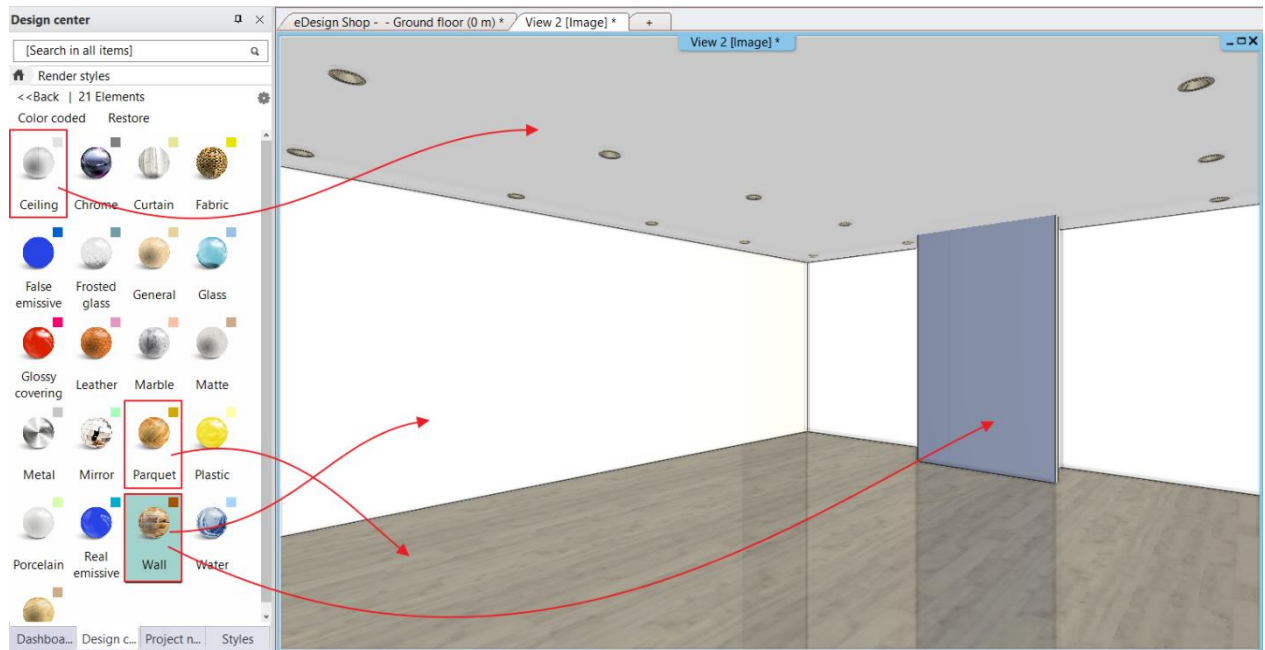 Design center
[Search in all items]
Render styles
<<Back | 21 Elements
Color coded Restore
Ceiling Chrome Curtain Fabric
False emissive Frosted glass General Glass
Glossy covering Leather Marble Matte
Metal Mirror Parquet Plastic
Porcelain Real emissive Wall Water
Dashboa... Design c... Project n... Styles
eDesign Shop - - Ground floor (0 m) * View 2 [Image] * +
View 2 [Image] *